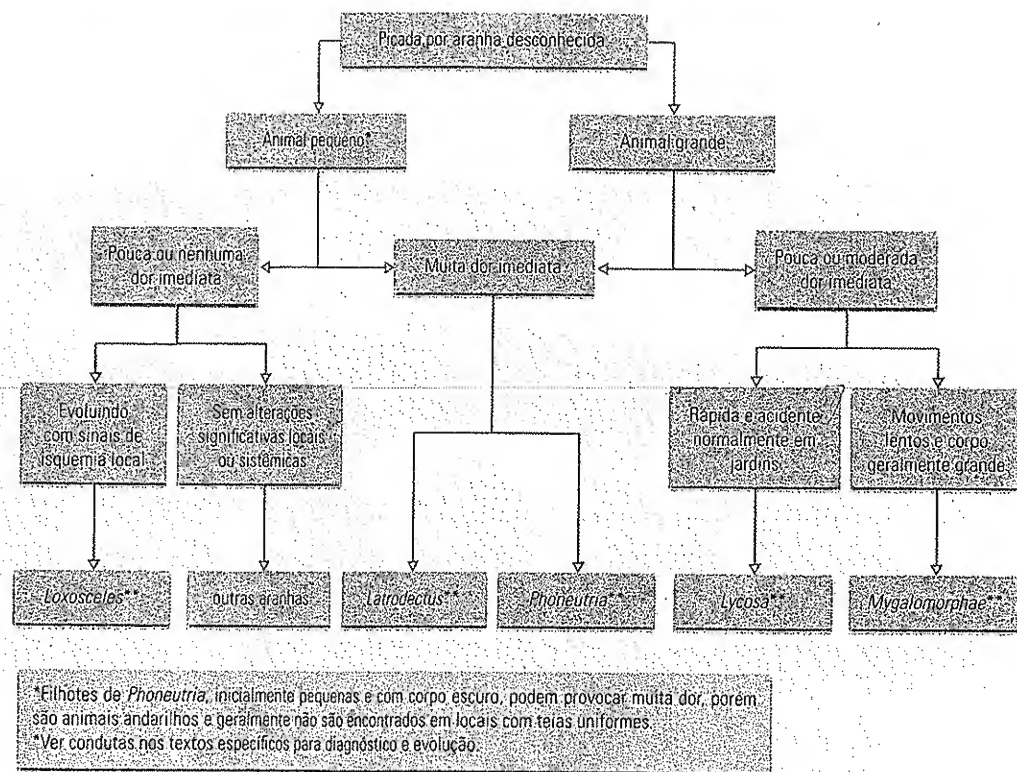 Picada por aranha desconhecida
Animal pequeno*
Animal grande
Pouca ou nenhuma
dor imediata
Muita dor imediata
Pouca ou moderada
dor imediata
Evoluindo
com sinais de
isquemia local
Sem alterações
significativas locais
ou sistêmicas
Rápida e acidente
normalmente em
jardins
Movimentos
lentos e corpo
geralmente grande
Loxosceles**
outras aranhas
Latrodectus**
Phoneutria**
Lycosa**
Mygalomorphae**
*Filhotes de Phoneutria, inicialmente pequenas e com corpo escuro, podem provocar muita dor, porém
são animais andarilhos e geralmente não são encontrados em locais com teias uniformes.
*Ver condutas nos textos específicos para diagnóstico e evolução